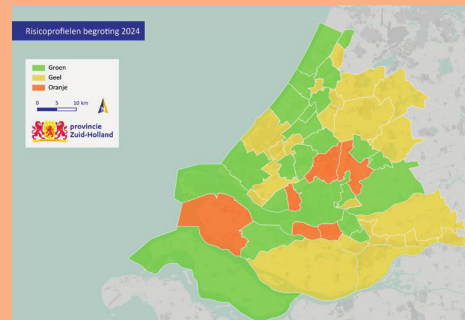 Risicoprofielen begroting 2024
Groen
Geel
Oranje
0 5 10 km
provincie
Zuid-Holland